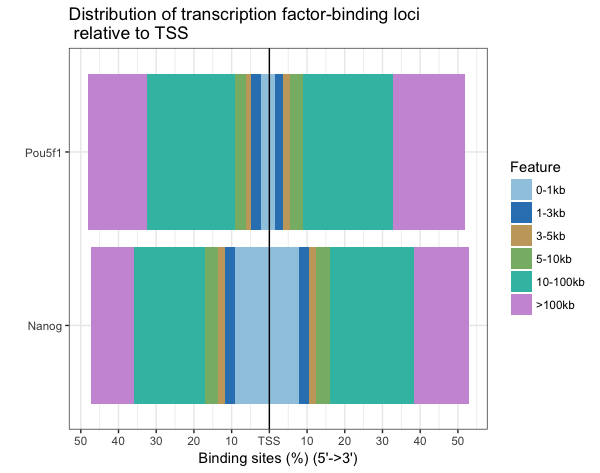 Distribution of transcription factor-binding loci
relative to TSS
Pou5f1
Nanog
50 40 30 20 10 TSS 10 20 30 40 50
Binding sites (%) (5'->3')
Feature
0-1kb
1-3kb
3-5kb
5-10kb
10-100kb
>100kb